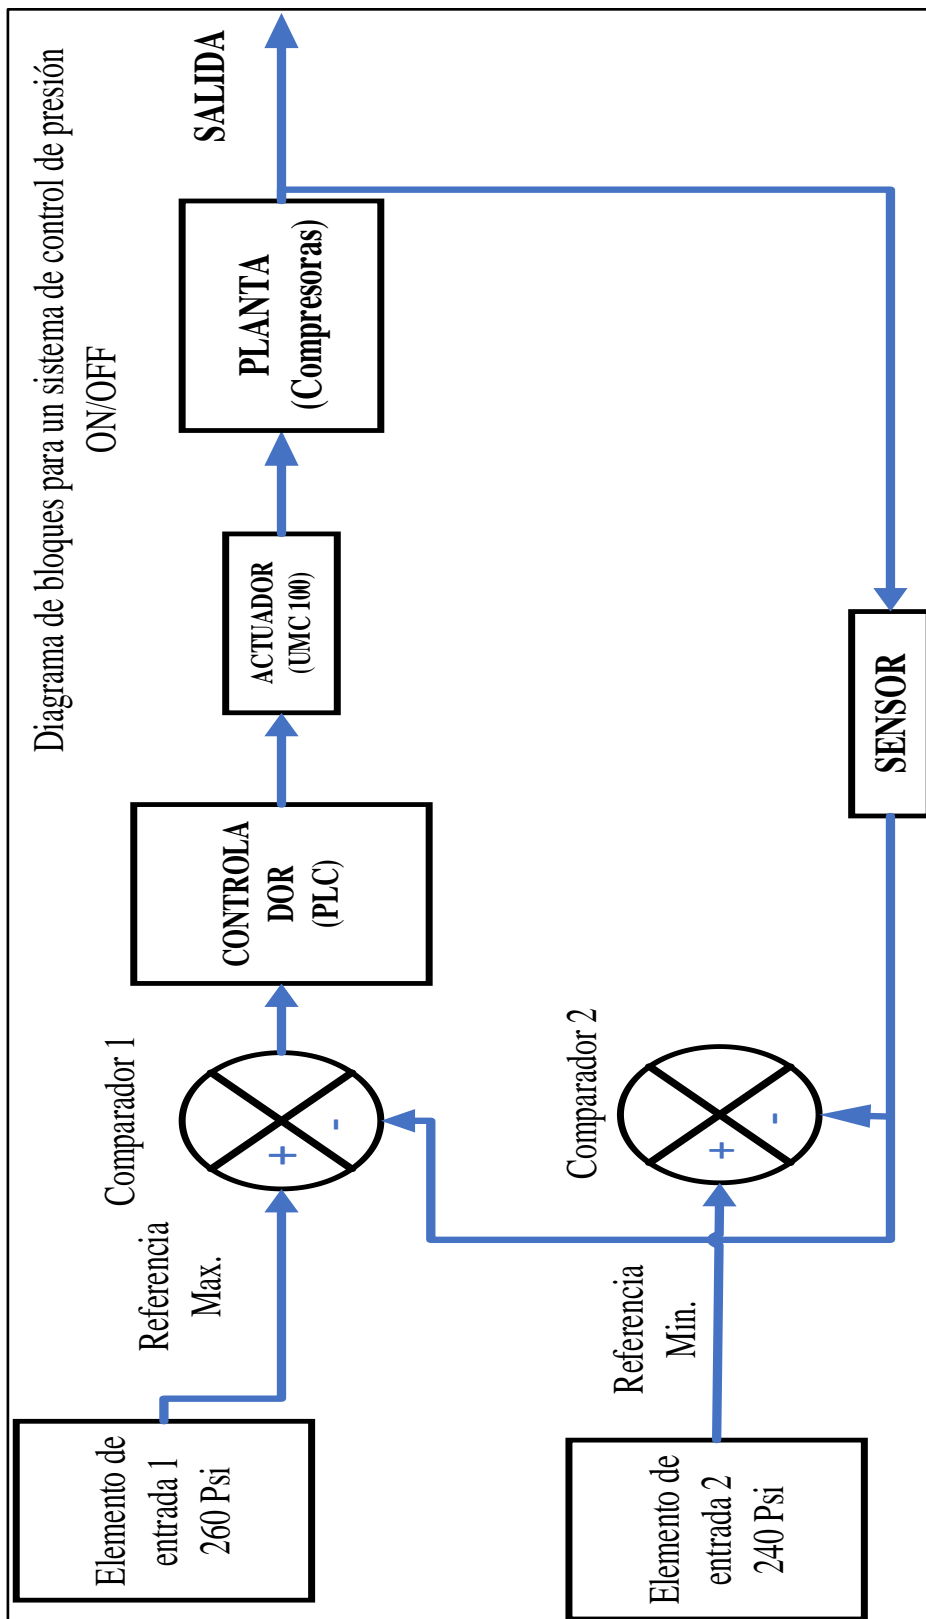 Diagrama de bloques para un sistema de control de presión
ON/OFF
Elemento de
entrada 1
260 Psi
Referencia
Max.
Comparador 1
+
-
CONTROLA
DOR
(PLC)
ACTUADOR
(UMC 100)
PLANTA
(Compresoras)
SALIDA
Elemento de
entrada 2
240 Psi
Referencia
Min.
Comparador 2
+
-
SENSOR